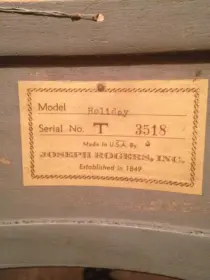 Model Holiday
Serial No. T 3518
Made in U.S.A. By
JOSEPH ROGERS, INC.
Established in 1849